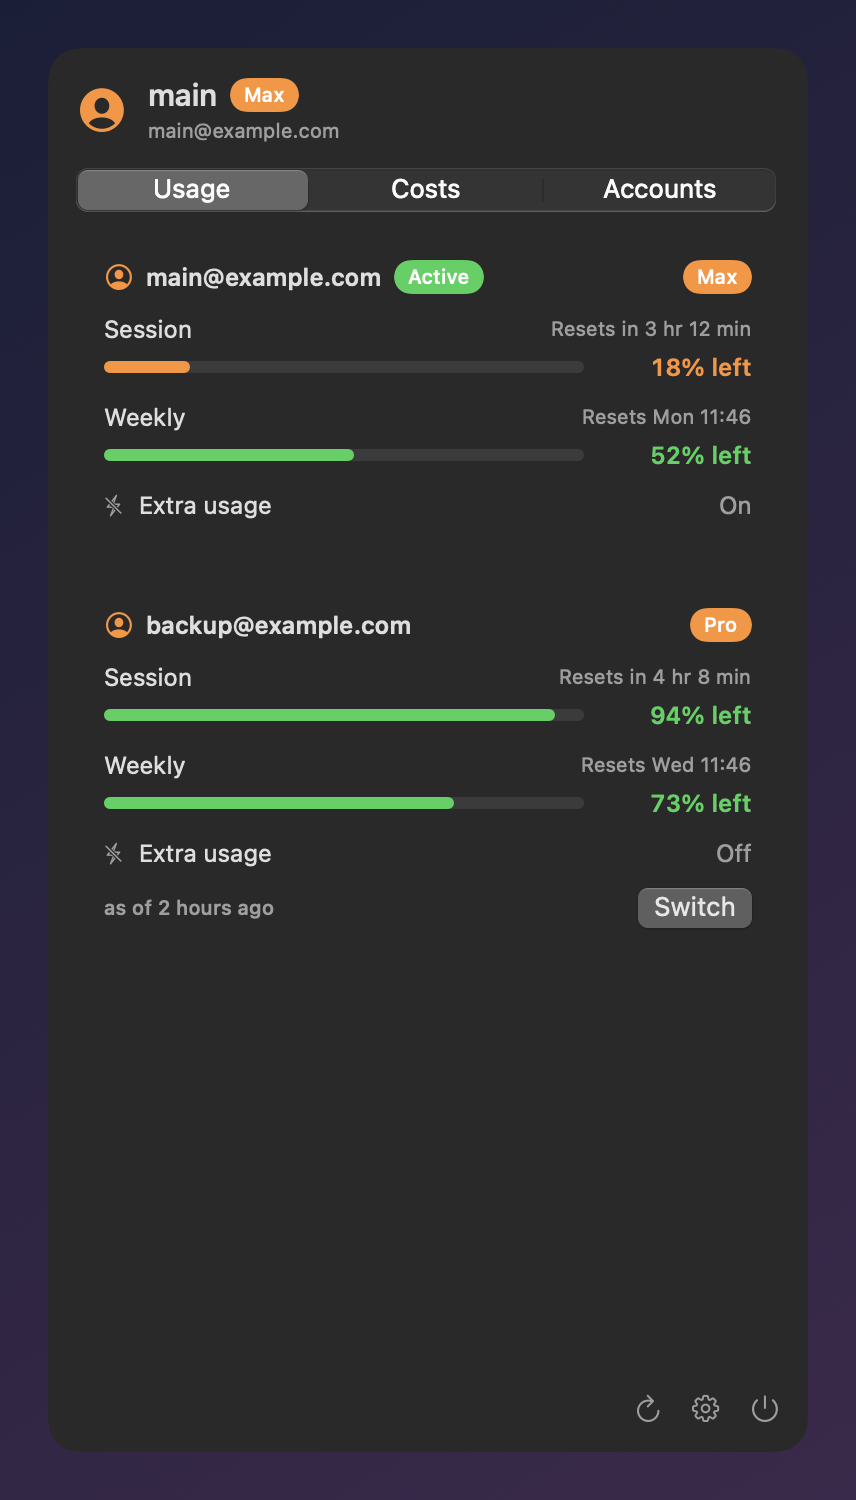 main Max
main@example.com
Usage Costs Accounts
main@example.com Active Max
Session Resets in 3 hr 12 min
18% left
Weekly Resets Mon 11:46
52% left
Extra usage On
backup@example.com Pro
Session Resets in 4 hr 8 min
94% left
Weekly Resets Wed 11:46
73% left
Extra usage Off
as of 2 hours ago Switch